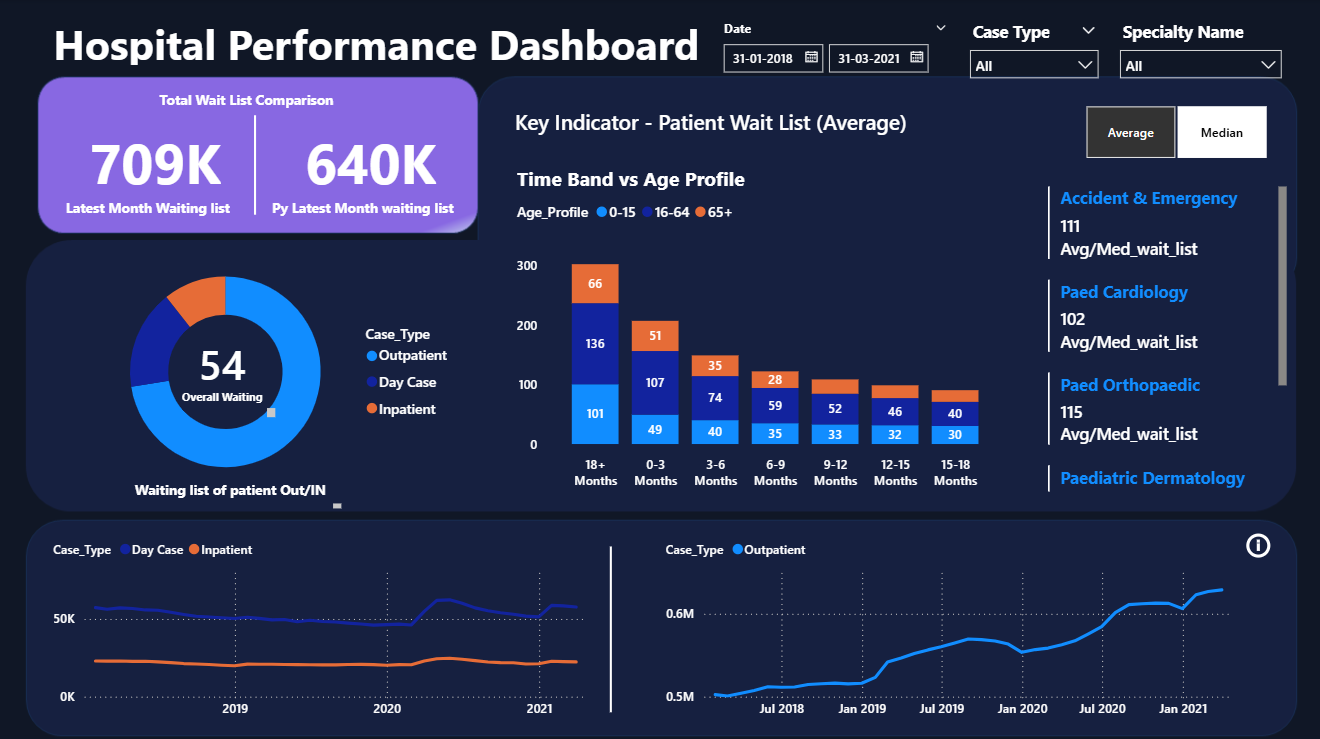 Hospital Performance Dashboard
Date
31-01-2018
31-03-2021
Case Type
All
Specialty Name
All
Total Wait List Comparison
709K
Latest Month Waiting list
640K
Py Latest Month waiting list
54
Overall Waiting
Case_Type
Outpatient
Day Case
Inpatient
Waiting list of patient Out/IN
Key Indicator - Patient Wait List (Average)
Average
Median
Time Band vs Age Profile
Age_Profile 0-15 16-64 65+
300
200
100
0
66
136
101
51
107
49
35
74
40
28
59
35
52
33
46
32
40
30
18+ Months
0-3 Months
3-6 Months
6-9 Months
9-12 Months
12-15 Months
15-18 Months
Accident & Emergency
111
Avg/Med_wait_list
Paed Cardiology
102
Avg/Med_wait_list
Paed Orthopaedic
115
Avg/Med_wait_list
Paediatric Dermatology
Case_Type Day Case Inpatient
50K
0K
2019 2020 2021
Case_Type Outpatient
0.6M
0.5M
Jul 2018 Jan 2019 Jul 2019 Jan 2020 Jul 2020 Jan 2021